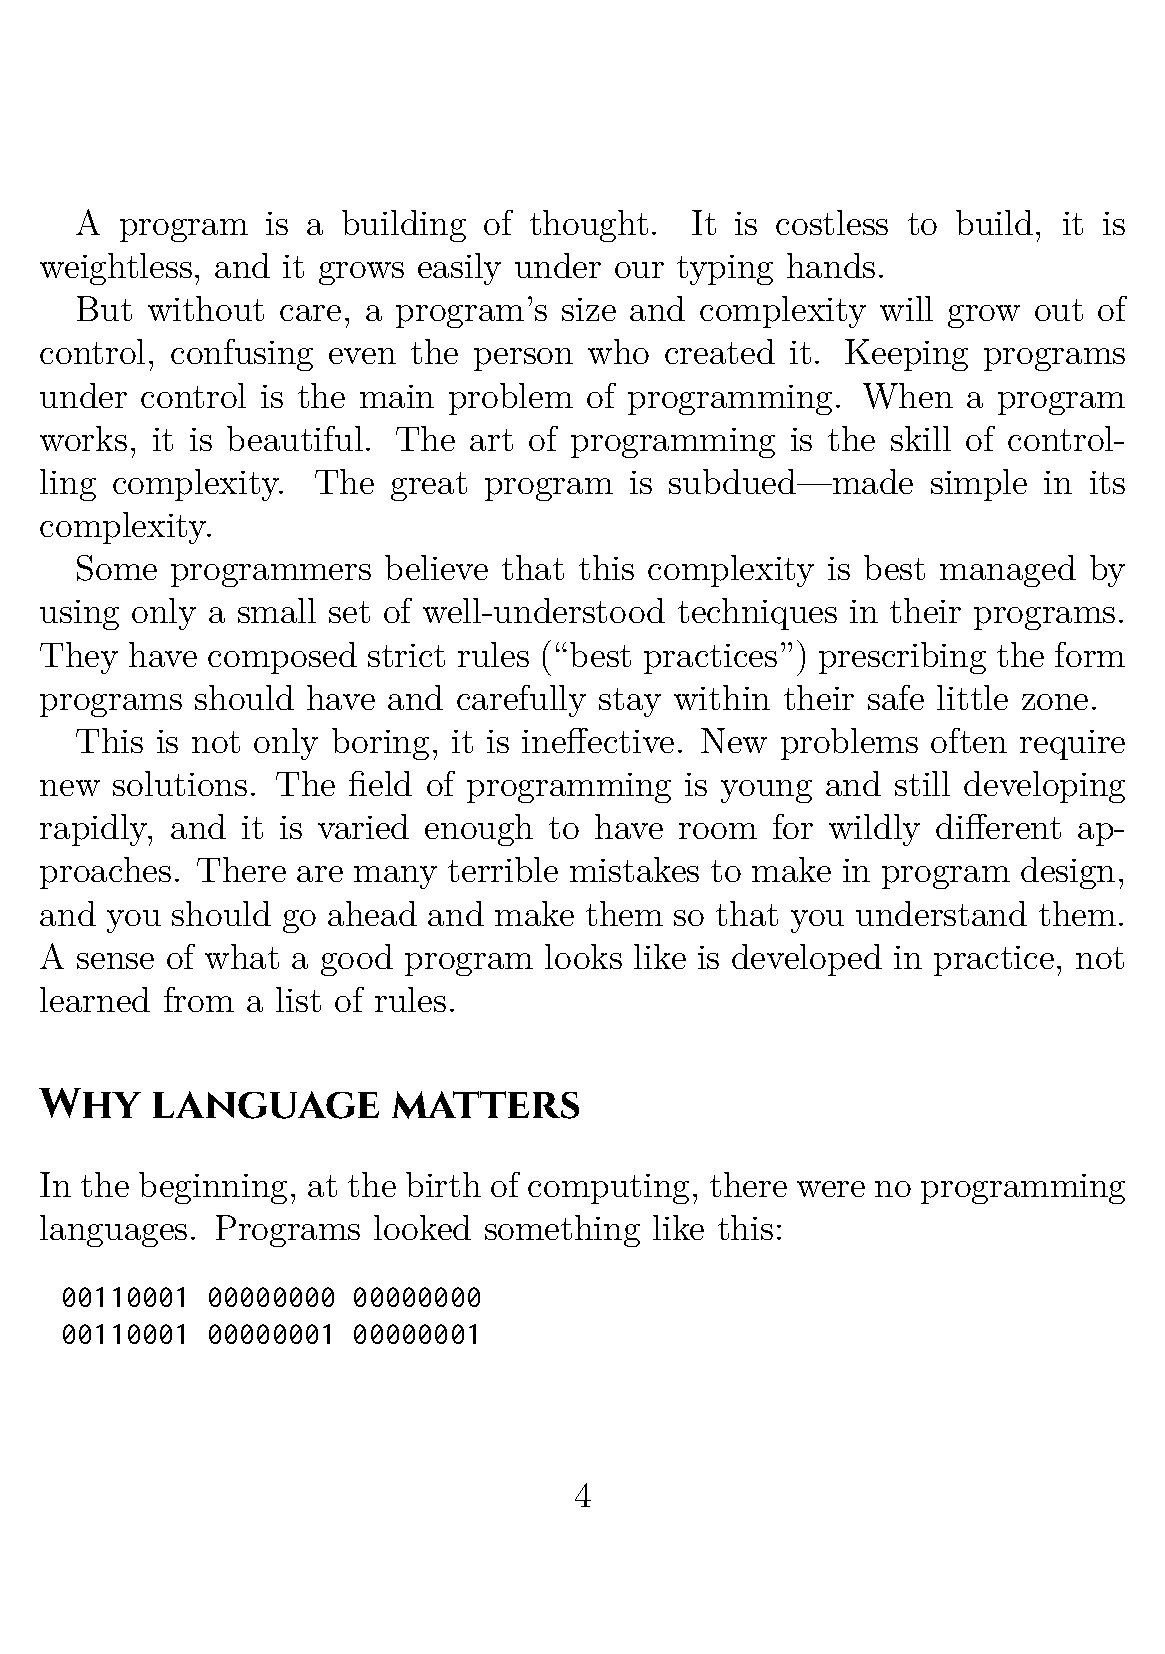 A program is a building of thought. It is costless to build, it is
weightless, and it grows easily under our typing hands.
But without care, a program’s size and complexity will grow out of
control, confusing even the person who created it. Keeping programs
under control is the main problem of programming. When a program
works, it is beautiful. The art of programming is the skill of control-
ling complexity. The great program is subdued—made simple in its
complexity.
Some programmers believe that this complexity is best managed by
using only a small set of well-understood techniques in their programs.
They have composed strict rules (“best practices”) prescribing the form
programs should have and carefully stay within their safe little zone.
This is not only boring, it is ineffective. New problems often require
new solutions. The field of programming is young and still developing
rapidly, and it is varied enough to have room for wildly different ap-
proaches. There are many terrible mistakes to make in program design,
and you should go ahead and make them so that you understand them.
A sense of what a good program looks like is developed in practice, not
learned from a list of rules.
Why language matters
In the beginning, at the birth of computing, there were no programming
languages. Programs looked something like this:
00110001 00000000 00000000
00110001 00000001 00000001
4